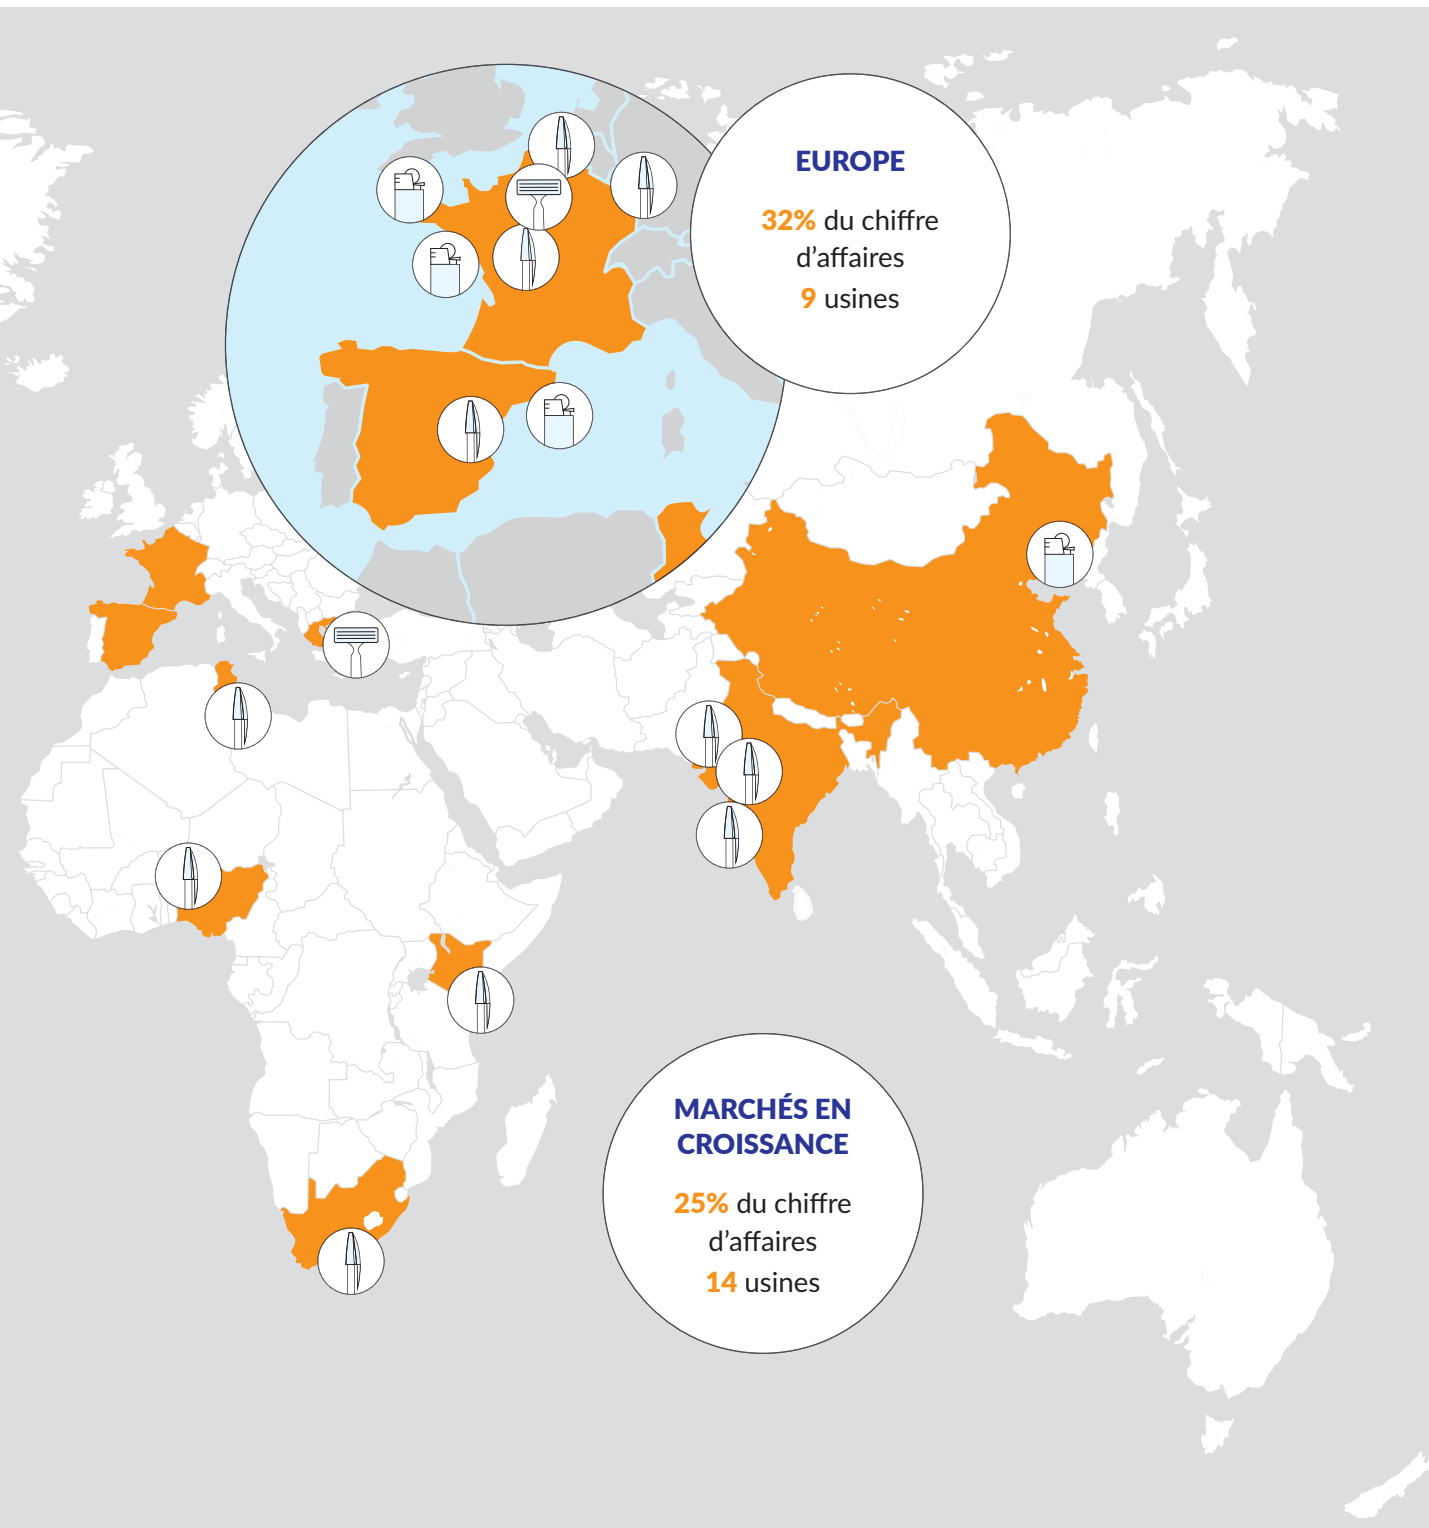 EUROPE
32% du chiffre
d’affaires
9 usines
MARCHÉS EN
CROISSANCE
25% du chiffre
d’affaires
14 usines